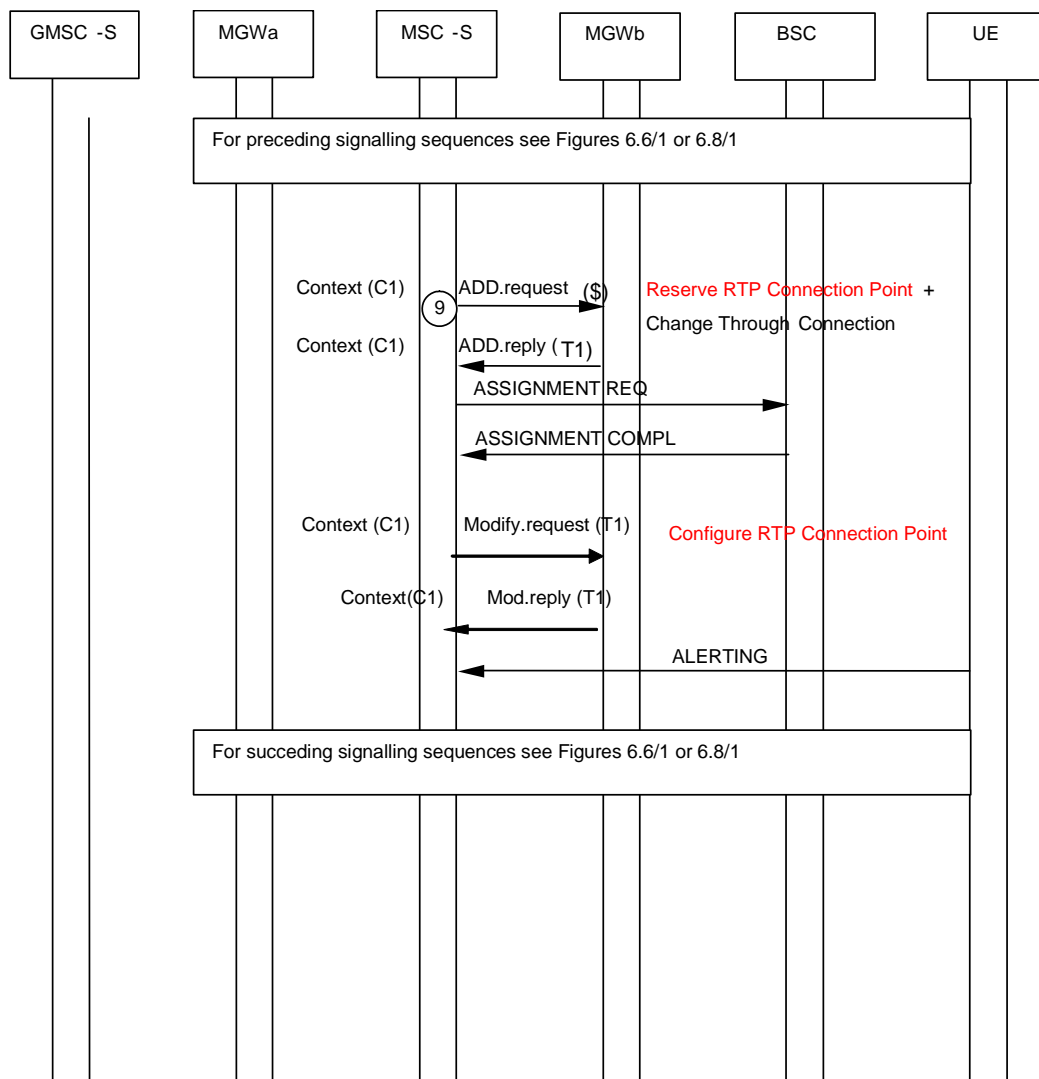 GMSC -S
MGWa
MSC -S
MGWb
BSC
UE
For preceding signalling sequences see Figures 6.6/1 or 6.8/1
Context (C1)
9
ADD.request ($)
Reserve RTP Connection Point +
Change Through Connection
Context (C1)
ADD.reply (T1)
ASSIGNMENT REQ
ASSIGNMENT COMPL
Context (C1)
Modify.request (T1)
Configure RTP Connection Point
Context(C1)
Mod.reply (T1)
ALERTING
For succeding signalling sequences see Figures 6.6/1 or 6.8/1